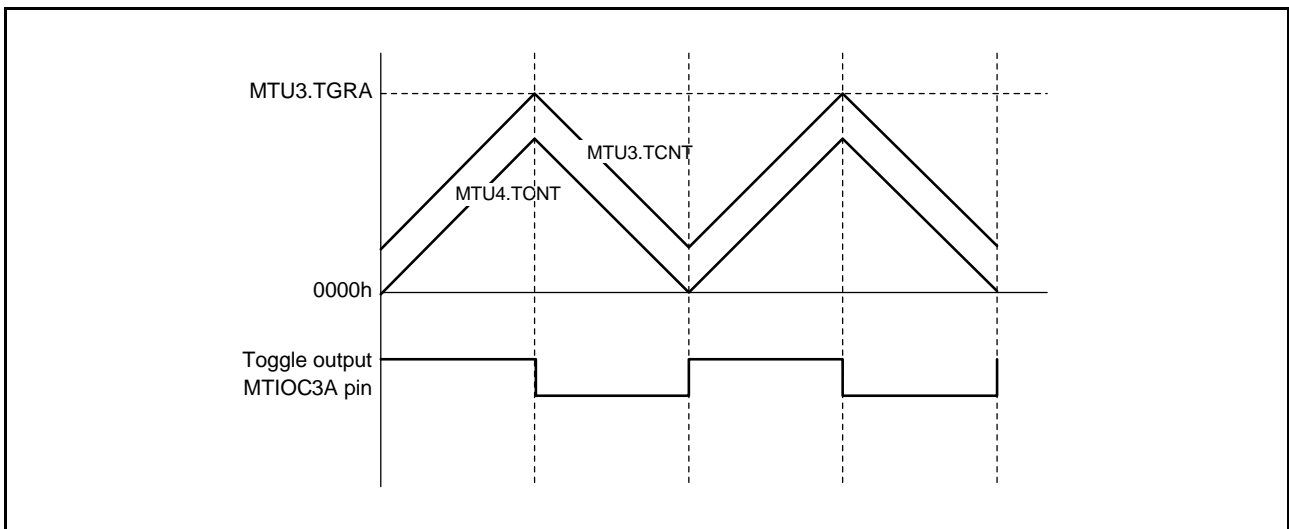 MTU3.TGRA
MTU3.TCNT
MTU4.TCNT
0000h
Toggle output
MTIOC3A pin